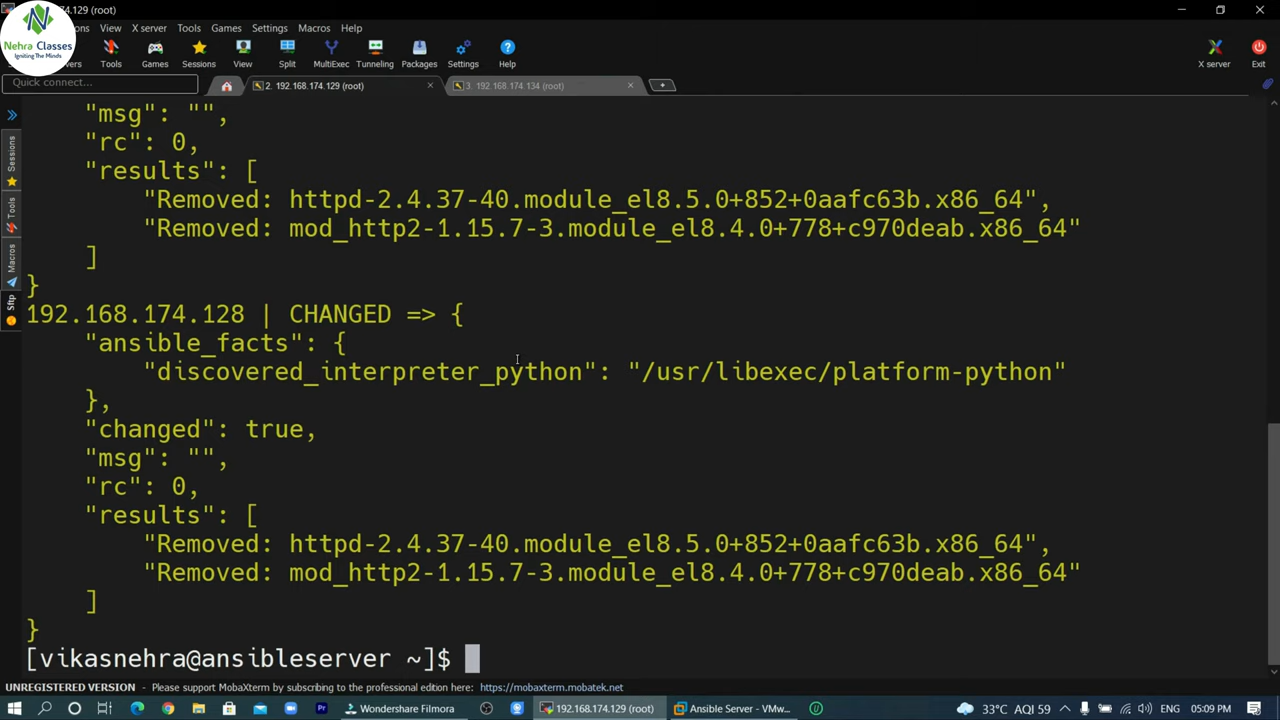 192.168.174.129 (root)
Nehra Classes
Igniting The Minds
View X server Tools Games Settings Macros Help
Tools Games Sessions View Split MultiExec Tunneling Packages Settings Help X server Exit
Quick connect...
2. 192.168.174.129 (root) 3. 192.168.174.134 (root)
Sessions
Tools
Macros
Sftp
"msg": "",
"rc": 0,
"results": [
"Removed: httpd-2.4.37-40.module_el8.5.0+852+0aafc63b.x86_64",
"Removed: mod_http2-1.15.7-3.module_el8.4.0+778+c970deab.x86_64"
]
}
192.168.174.128 | CHANGED => {
"ansible_facts": {
"discovered_interpreter_python": "/usr/libexec/platform-python"
},
"changed": true,
"msg": "",
"rc": 0,
"results": [
"Removed: httpd-2.4.37-40.module_el8.5.0+852+0aafc63b.x86_64",
"Removed: mod_http2-1.15.7-3.module_el8.4.0+778+c970deab.x86_64"
]
}
[vikasnehra@ansibleserver ~]$
UNREGISTERED VERSION - Please support MobaXterm by subscribing to the professional edition here: https://mobaxterm.mobatek.net
Wondershare Filmora 192.168.174.129 (root) Ansible Server - VMw... 33°C AQI 59 ENG 05:09 PM